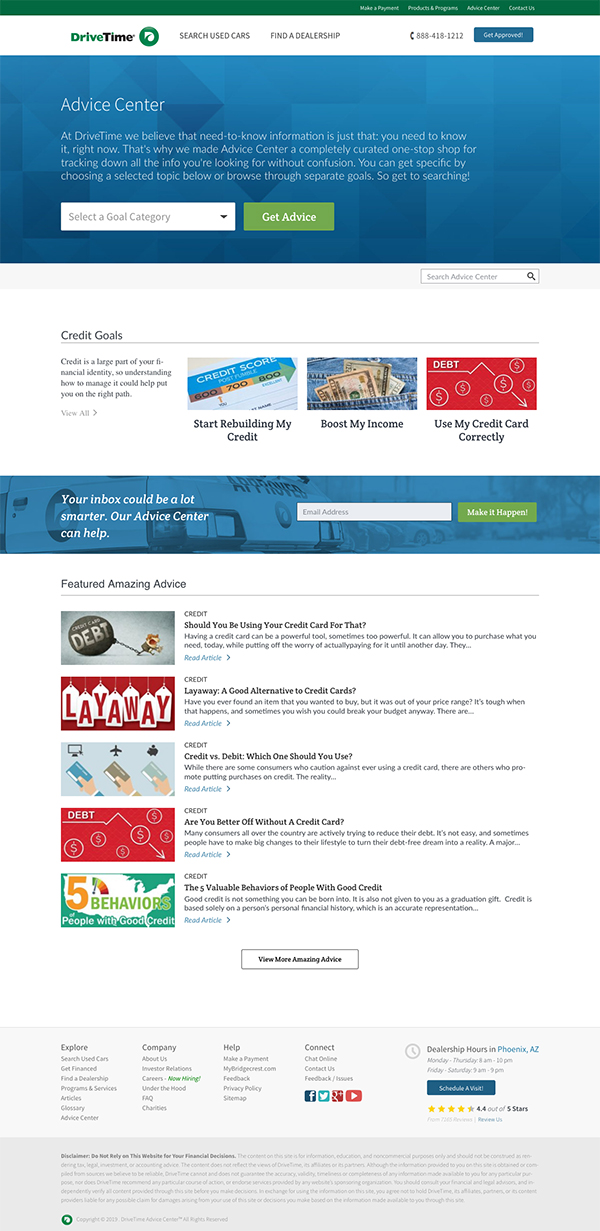 Make a Payment Products & Programs Advice Center Contact Us
DriveTime SEARCH USED CARS FIND A DEALERSHIP 888-418-1212 Get Approved!
Advice Center
At DriveTime we believe that need-to-know information is just that: you need to know
it, right now. That's why we made Advice Center a completely curated one-stop shop for
tracking down all the info you're looking for without confusion. You can get specific by
choosing a selected topic below or browse through separate goals. So get to searching!
Select a Goal Category Get Advice
Search Advice Center
Credit Goals
Credit is a large part of your fi-
nancial identity, so understanding
how to manage it could help put
you on the right path.
View All
CREDIT SCORE
600 700 800
EXCELLENT
DEBT
Start Rebuilding My
Credit
Boost My Income
Use My Credit Card
Correctly
APPROVED
Your inbox could be a lot
smarter. Our Advice Center
can help.
Email Address Make it Happen!
Featured Amazing Advice
CREDIT CARD
DEBT
CREDIT
Should You Be Using Your Credit Card For That?
Having a credit card can be a powerful tool, sometimes too powerful. It can allow you to purchase what you
need, today, while putting off the worry of actuallypaying for it until another day. They...
Read Article
LAYAWAY
CREDIT
Layaway: A Good Alternative to Credit Cards?
Have you ever found an item that you wanted to buy, but it was out of your price range? It's tough when
that happens, and sometimes you wish you could break your budget anyway. There are...
Read Article
CREDIT
Credit vs. Debit: Which One Should You Use?
While there are some consumers who caution against ever using a credit card, there are others who pro-
mote putting purchases on credit. The reality...
Read Article
DEBT
CREDIT
Are You Better Off Without A Credit Card?
Many consumers all over the country are actively trying to reduce their debt. It's not easy, and sometimes
people have to make big changes to their lifestyle to turn their debt-free dream into a reality. A major...
Read Article
5 BEHAVIORS
of People with Good Credit
CREDIT
The 5 Valuable Behaviors of People With Good Credit
Good credit is not something you can be born into. It is also not given to you as a graduation gift. Credit is
based solely on a person's personal financial history, which is an accurate representation...
Read Article
View More Amazing Advice
Explore
Search Used Cars
Get Financed
Find a Dealership
Programs & Services
Articles
Glossary
Advice Center
Company
About Us
Investor Relations
Careers - Now Hiring!
Under the Hood
FAQ
Charities
Help
Make a Payment
MyBridgecrest.com
Feedback
Privacy Policy
Sitemap
Connect
Chat Online
Contact Us
Feedback / Issues
Dealership Hours in Phoenix, AZ
Monday - Thursday: 8 am - 10 pm
Friday - Saturday: 9 am - 9 pm
Schedule A Visit!
4.4 out of 5 Stars
From 7265 Reviews | Review Us
Disclaimer: Do Not Rely on This Website for Your Financial Decisions. The content on this site is for information, education, and noncommercial purposes only and should not be construed as ren-
dering tax, legal, investment, or accounting advice. The content does not reflect the views of DriveTime, its affiliates or its partners. Although the information provided to you on this site is obtained or com-
piled from sources we believe to be reliable, DriveTime cannot and does not guarantee the accuracy, validity, timeliness or completeness of any information made available to you for any particular pur-
pose, nor does DriveTime recommend any particular course of action, or endorse services provided by any website's sponsoring organization. You should consult your financial and legal advisors, and in-
dependently verify all content provided through this site before you make decisions. In exchange for using the information on this site, you agree not to hold DriveTime, its affiliates, partners, or its content
providers liable for any possible claim for damages arising from your use of this site or decisions you make based on the information made available to you through this site.
Copyright © 2013 DriveTime Advice Center™ All Rights Reserved